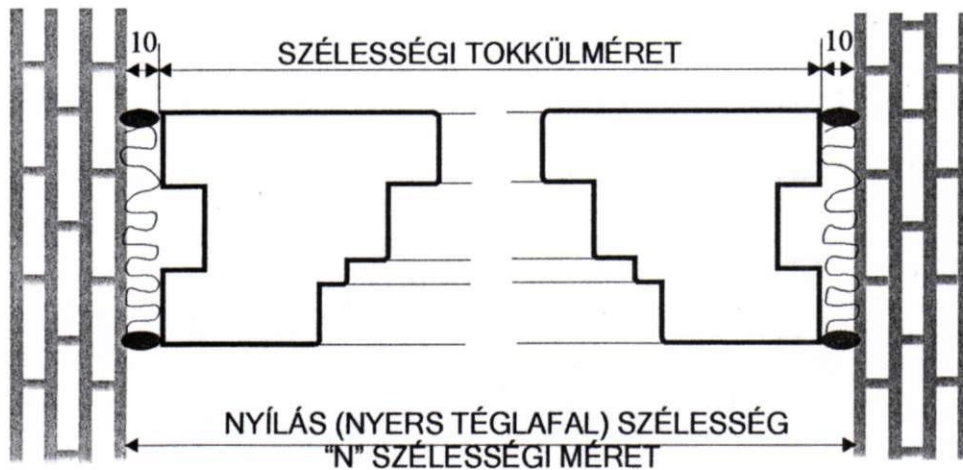 10
SZÉLESSÉGI TOKKÜLMÉRET
10
NYÍLÁS (NYERS TÉGLAFAL) SZÉLESSÉG
"N" SZÉLESSÉGI MÉRET